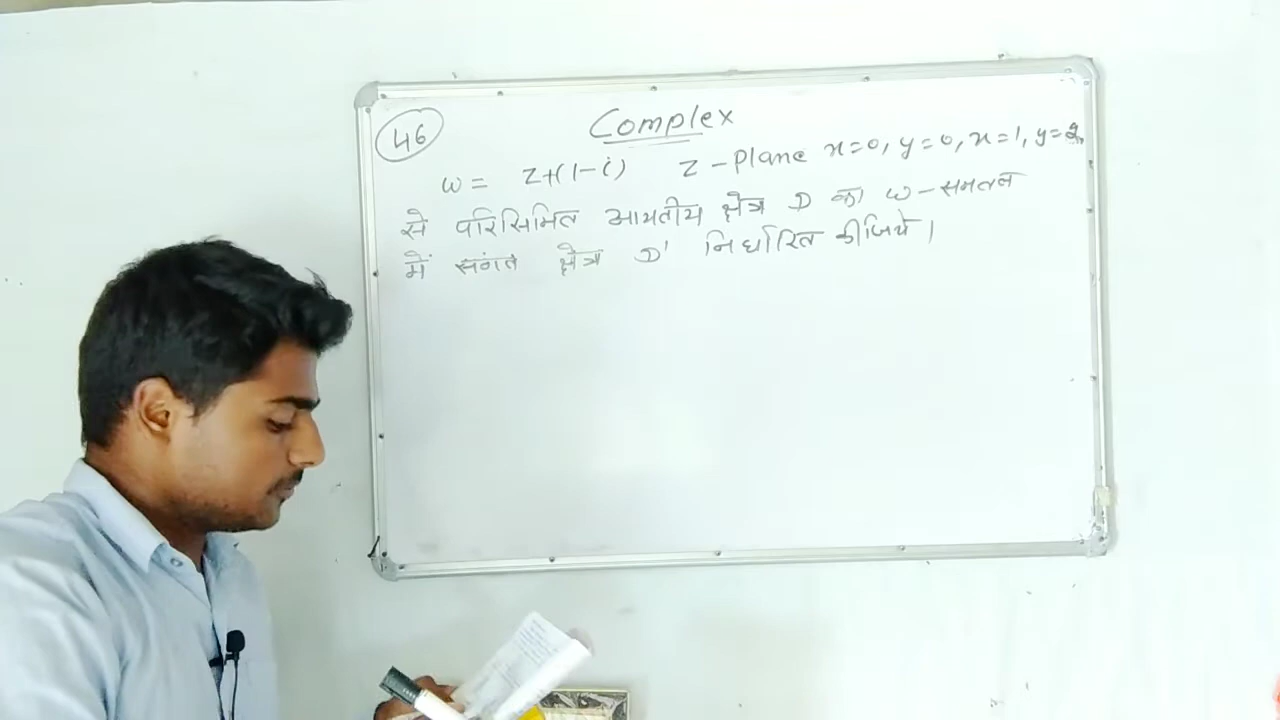 46
Complex
w = z+(1-i) z-plane x=0, y=0, x=1, y=2,
से परिसिमित आयतीय क्षेत्र D का w-समतल
में संगत क्षेत्र D' निर्धारित कीजिये।